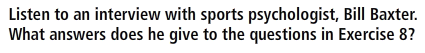 Listen to an interview with sports psychologist, Bill Baxter.
What answers does he give to the questions in Exercise 8?